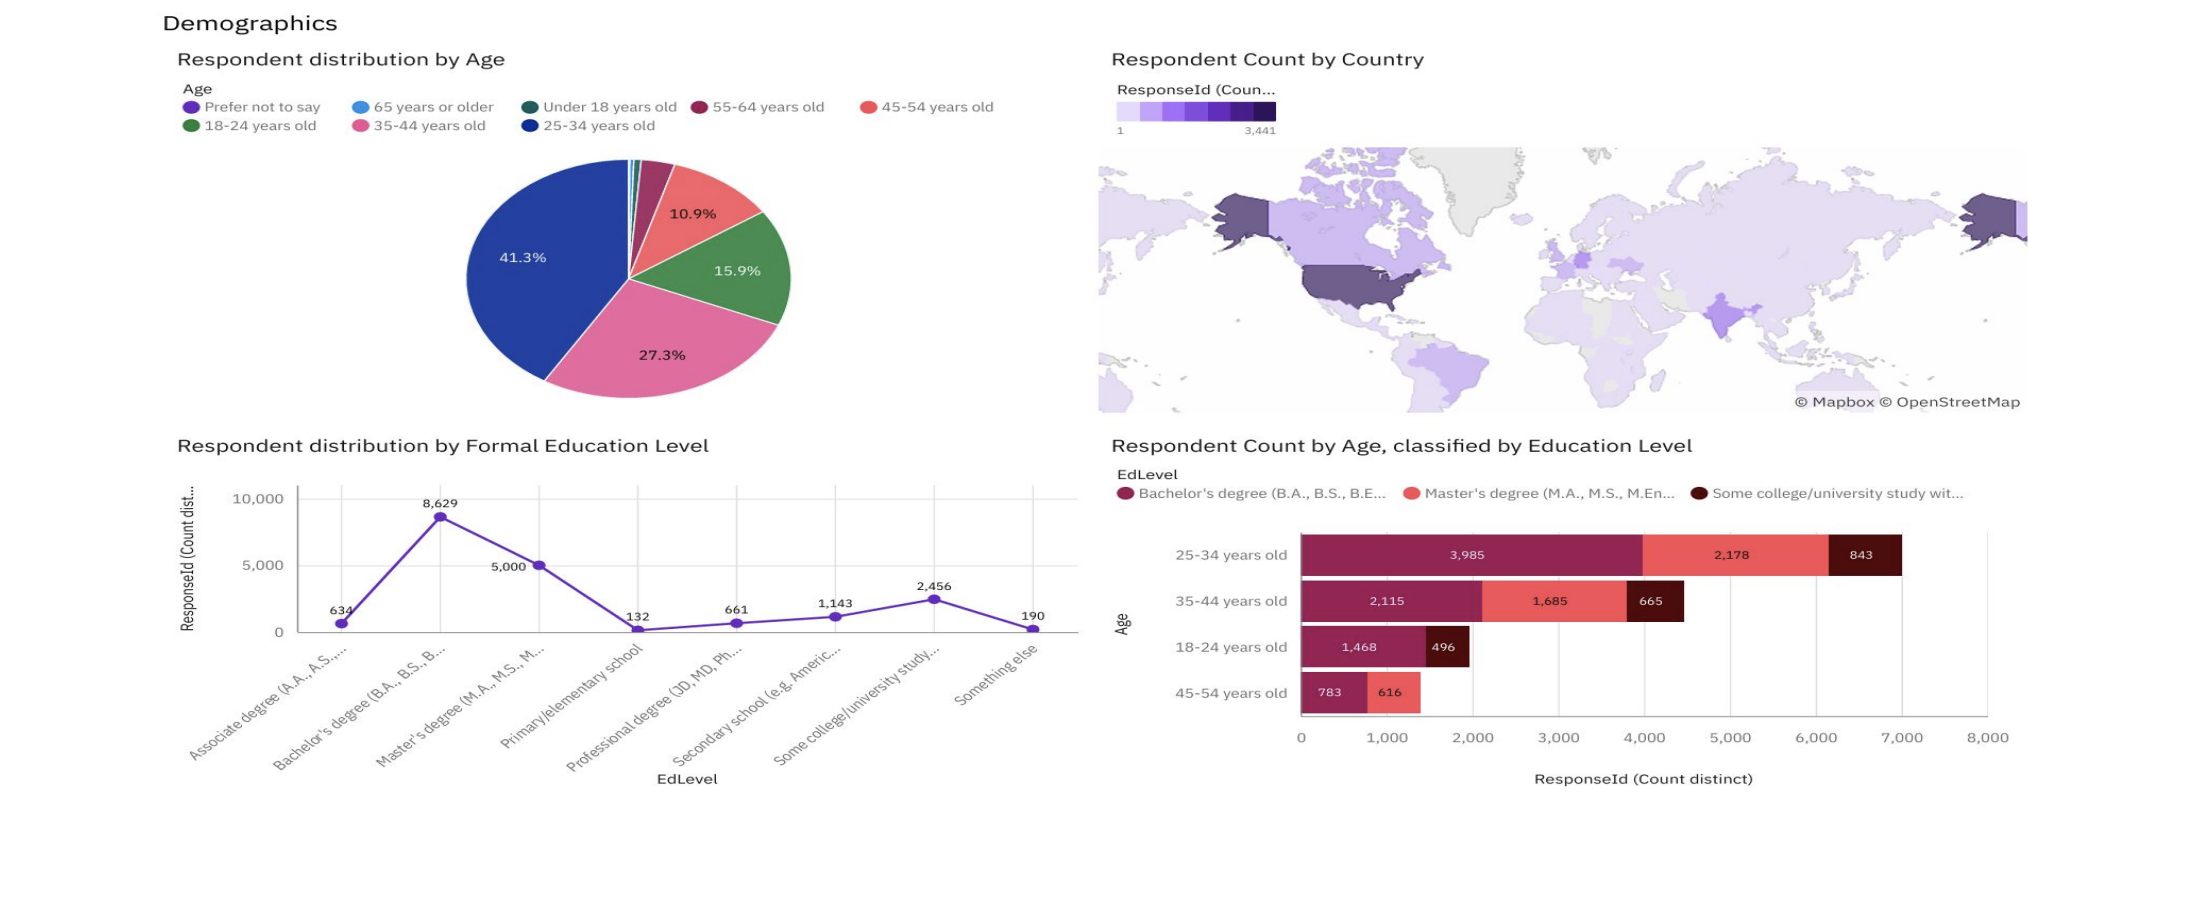 Demographics
Respondent distribution by Age
Age
Prefer not to say 65 years or older Under 18 years old 55-64 years old 45-54 years old
18-24 years old 35-44 years old 25-34 years old
10.9%
41.3%
15.9%
27.3%
Respondent Count by Country
ResponseId (Coun...
1 3,441
© Mapbox © OpenStreetMap
Respondent distribution by Formal Education Level
ResponseId (Count dist...
10,000
5,000
0
634
8,629
5,000
132
661
1,143
2,456
190
Associate degree (A.A., A.S.,...
Bachelor's degree (B.A., B.S., B...
Master's degree (M.A., M.S., M...
Primary/elementary school
Professional degree (JD, MD, Ph...
Secondary school (e.g. Americ...
Some college/university study...
Something else
EdLevel
Respondent Count by Age, classified by Education Level
EdLevel
Bachelor's degree (B.A., B.S., B.E... Master's degree (M.A., M.S., M.En... Some college/university study wit...
Age
25-34 years old 3,985 2,178 843
35-44 years old 2,115 1,685 665
18-24 years old 1,468 496
45-54 years old 783 616
0 1,000 2,000 3,000 4,000 5,000 6,000 7,000 8,000
ResponseId (Count distinct)